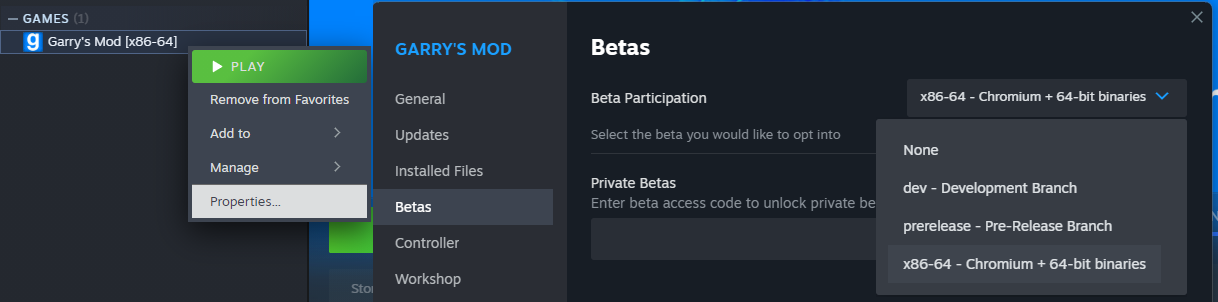 GAMES (1)
Garry's Mod [x86-64]
PLAY
Remove from Favorites
Add to
Manage
Properties...
GARRY'S MOD
General
Updates
Installed Files
Betas
Controller
Workshop
Betas
Beta Participation
x86-64 - Chromium + 64-bit binaries
Select the beta you would like to opt into
None
dev - Development Branch
prerelease - Pre-Release Branch
x86-64 - Chromium + 64-bit binaries
Private Betas
Enter beta access code to unlock private be